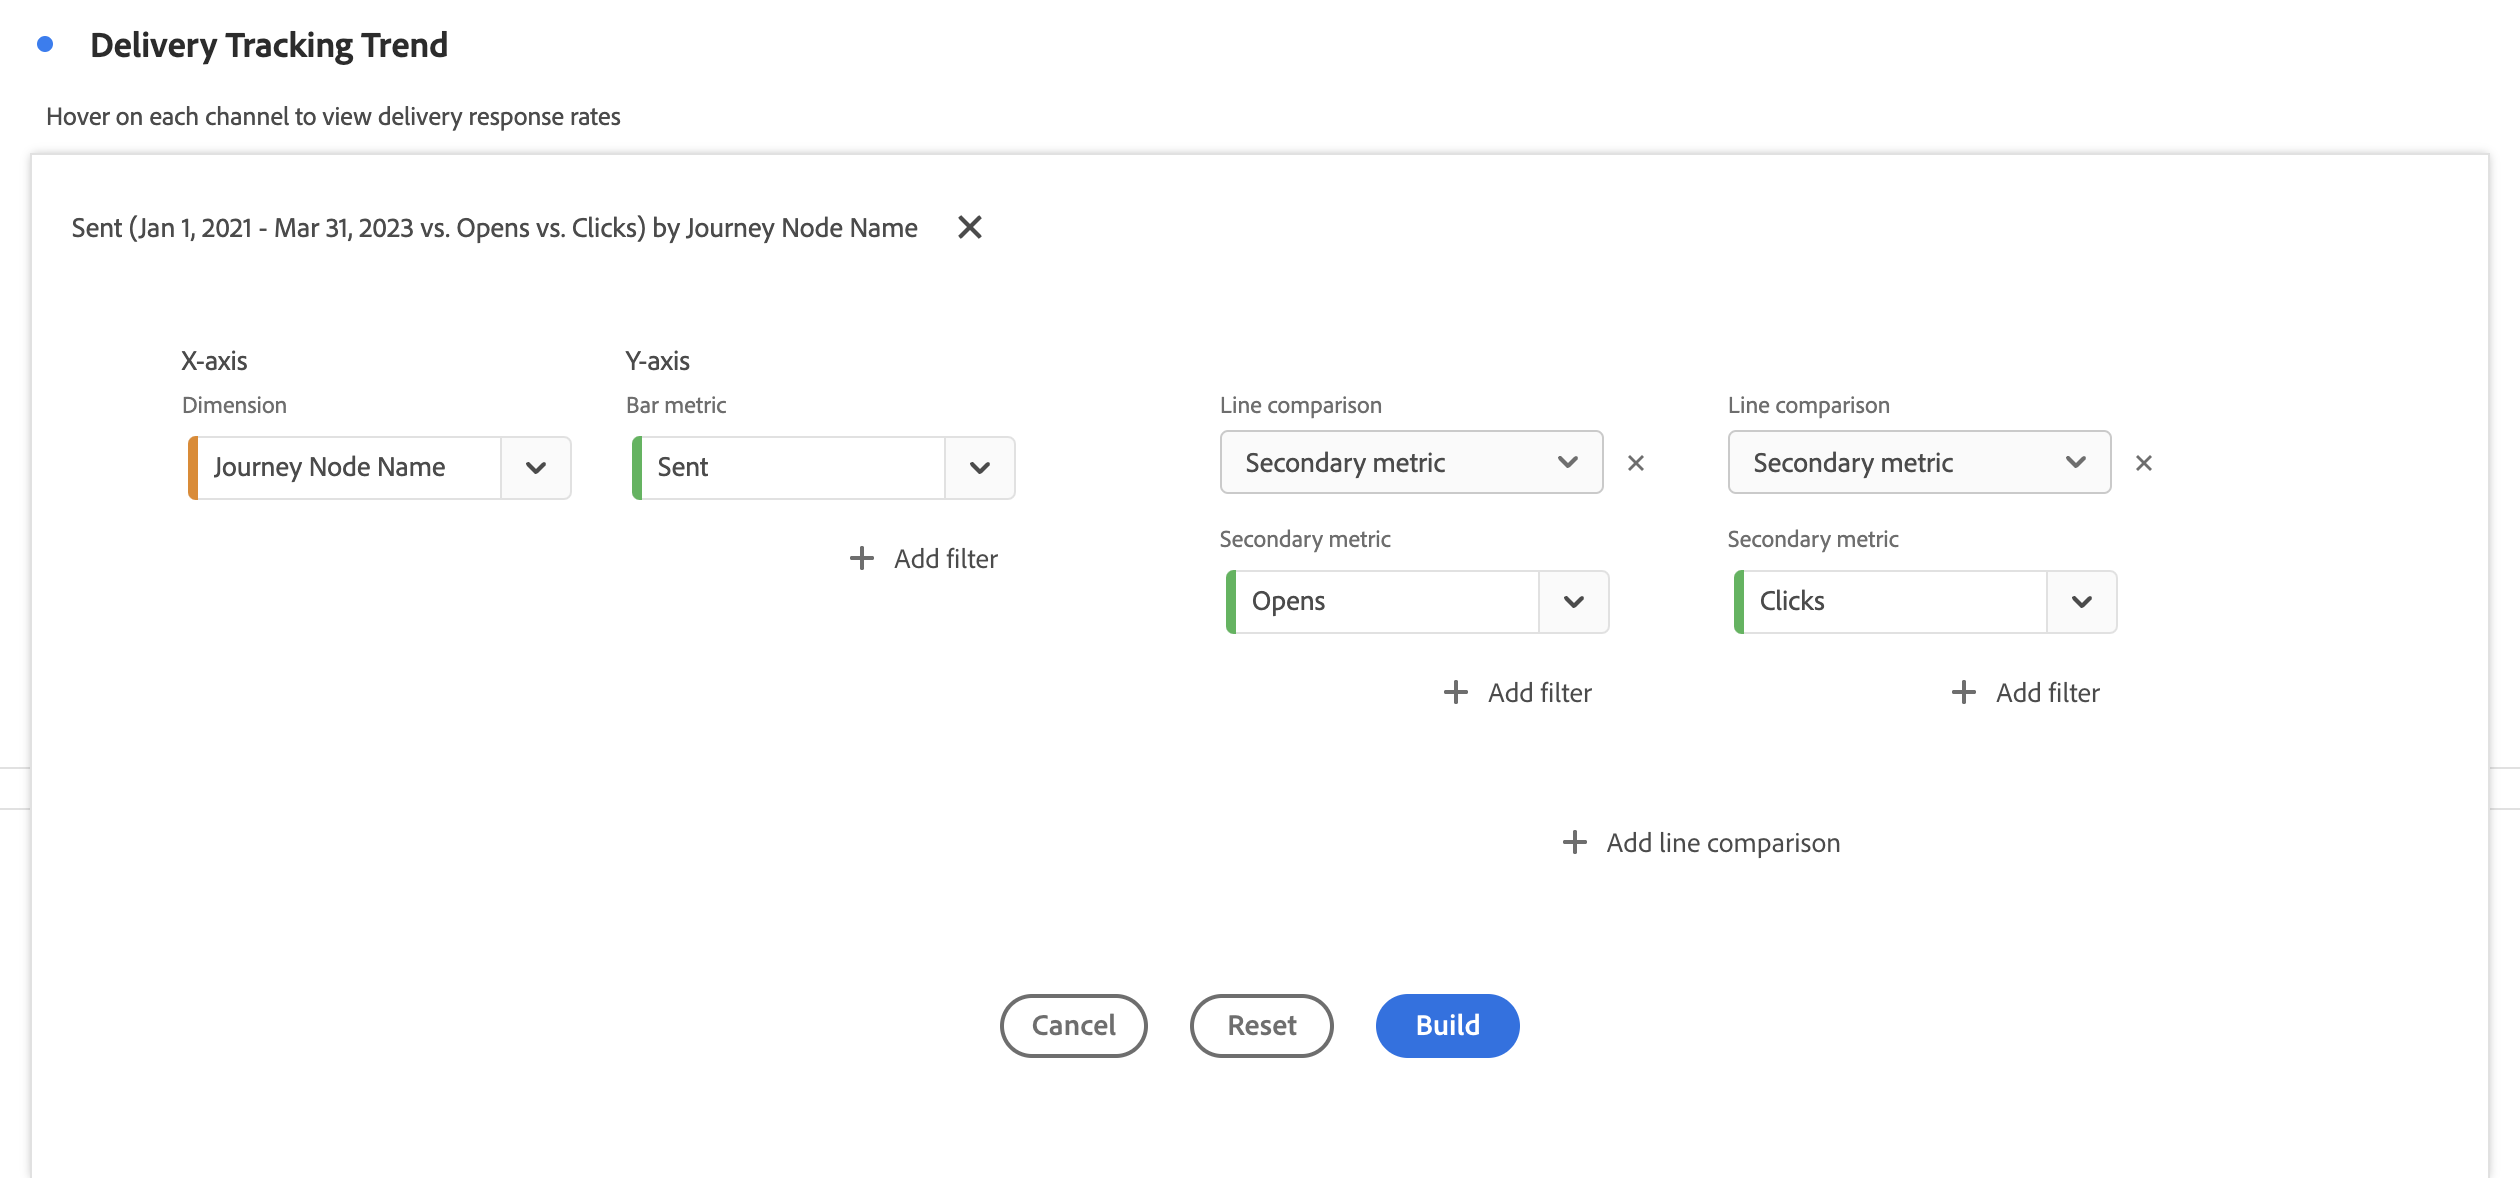 Delivery Tracking Trend
Hover on each channel to view delivery response rates
Sent (Jan 1, 2021 - Mar 31, 2023 vs. Opens vs. Clicks) by Journey Node Name
X-axis
Y-axis
Dimension
Bar metric
Line comparison
Line comparison
Journey Node Name
Sent
Secondary metric
Secondary metric
Secondary metric
Secondary metric
Add filter
Opens
Clicks
Add filter
Add filter
Add line comparison
Cancel
Reset
Build